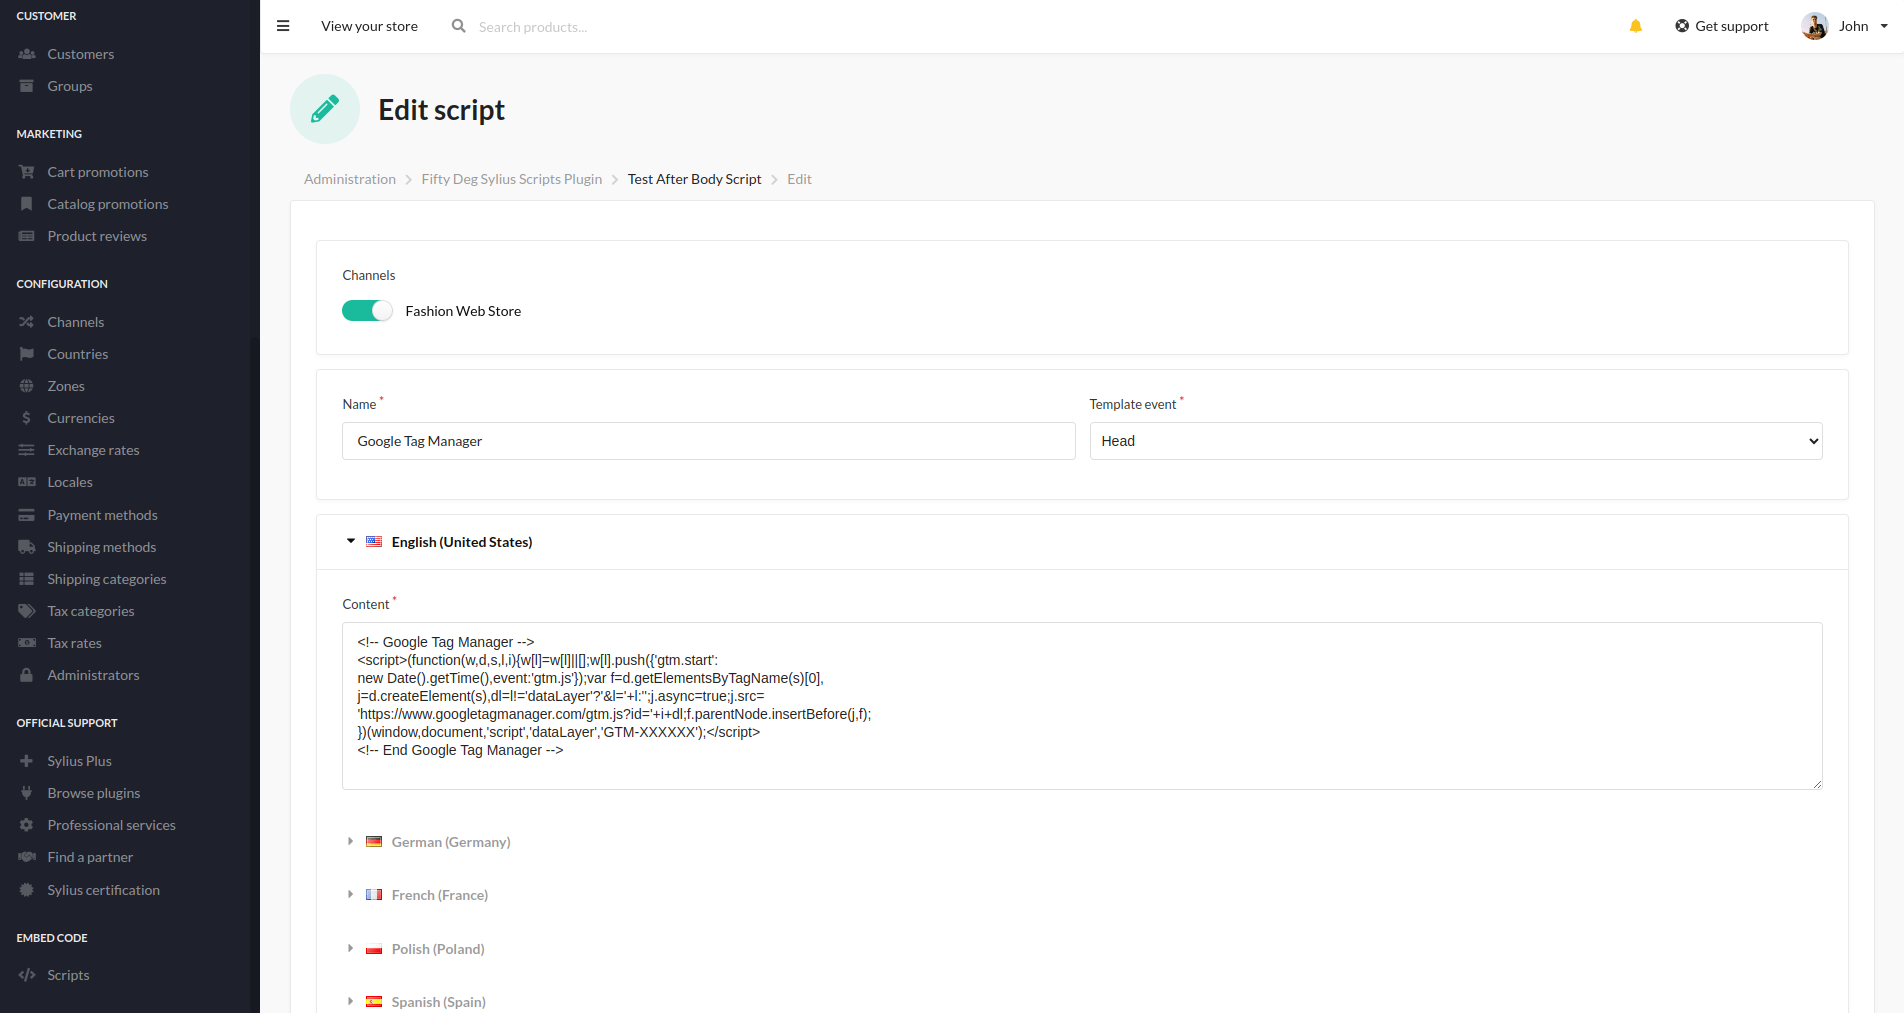 CUSTOMER
Customers
Groups
MARKETING
Cart promotions
Catalog promotions
Product reviews
CONFIGURATION
Channels
Countries
Zones
Currencies
Exchange rates
Locales
Payment methods
Shipping methods
Shipping categories
Tax categories
Tax rates
Administrators
OFFICIAL SUPPORT
Sylius Plus
Browse plugins
Professional services
Find a partner
Sylius certification
EMBED CODE
Scripts
View your store
Search products...
Get support
John
Edit script
Administration > Fifty Deg Sylius Scripts Plugin > Test After Body Script > Edit
Channels
Fashion Web Store
Name *
Google Tag Manager
Template event *
Head
English (United States)
Content *
<!-- Google Tag Manager -->
<script>(function(w,d,s,l,i){w[l]=w[l]||[];w[l].push({'gtm.start':
new Date().getTime(),event:'gtm.js'});var f=d.getElementsByTagName(s)[0],
j=d.createElement(s),dl=l!='dataLayer'?'&l='+l:'';j.async=true;j.src=
'https://www.googletagmanager.com/gtm.js?id='+i+dl;f.parentNode.insertBefore(j,f);
})(window,document,'script','dataLayer','GTM-XXXXXX');</script>
<!-- End Google Tag Manager -->
German (Germany)
French (France)
Polish (Poland)
Spanish (Spain)